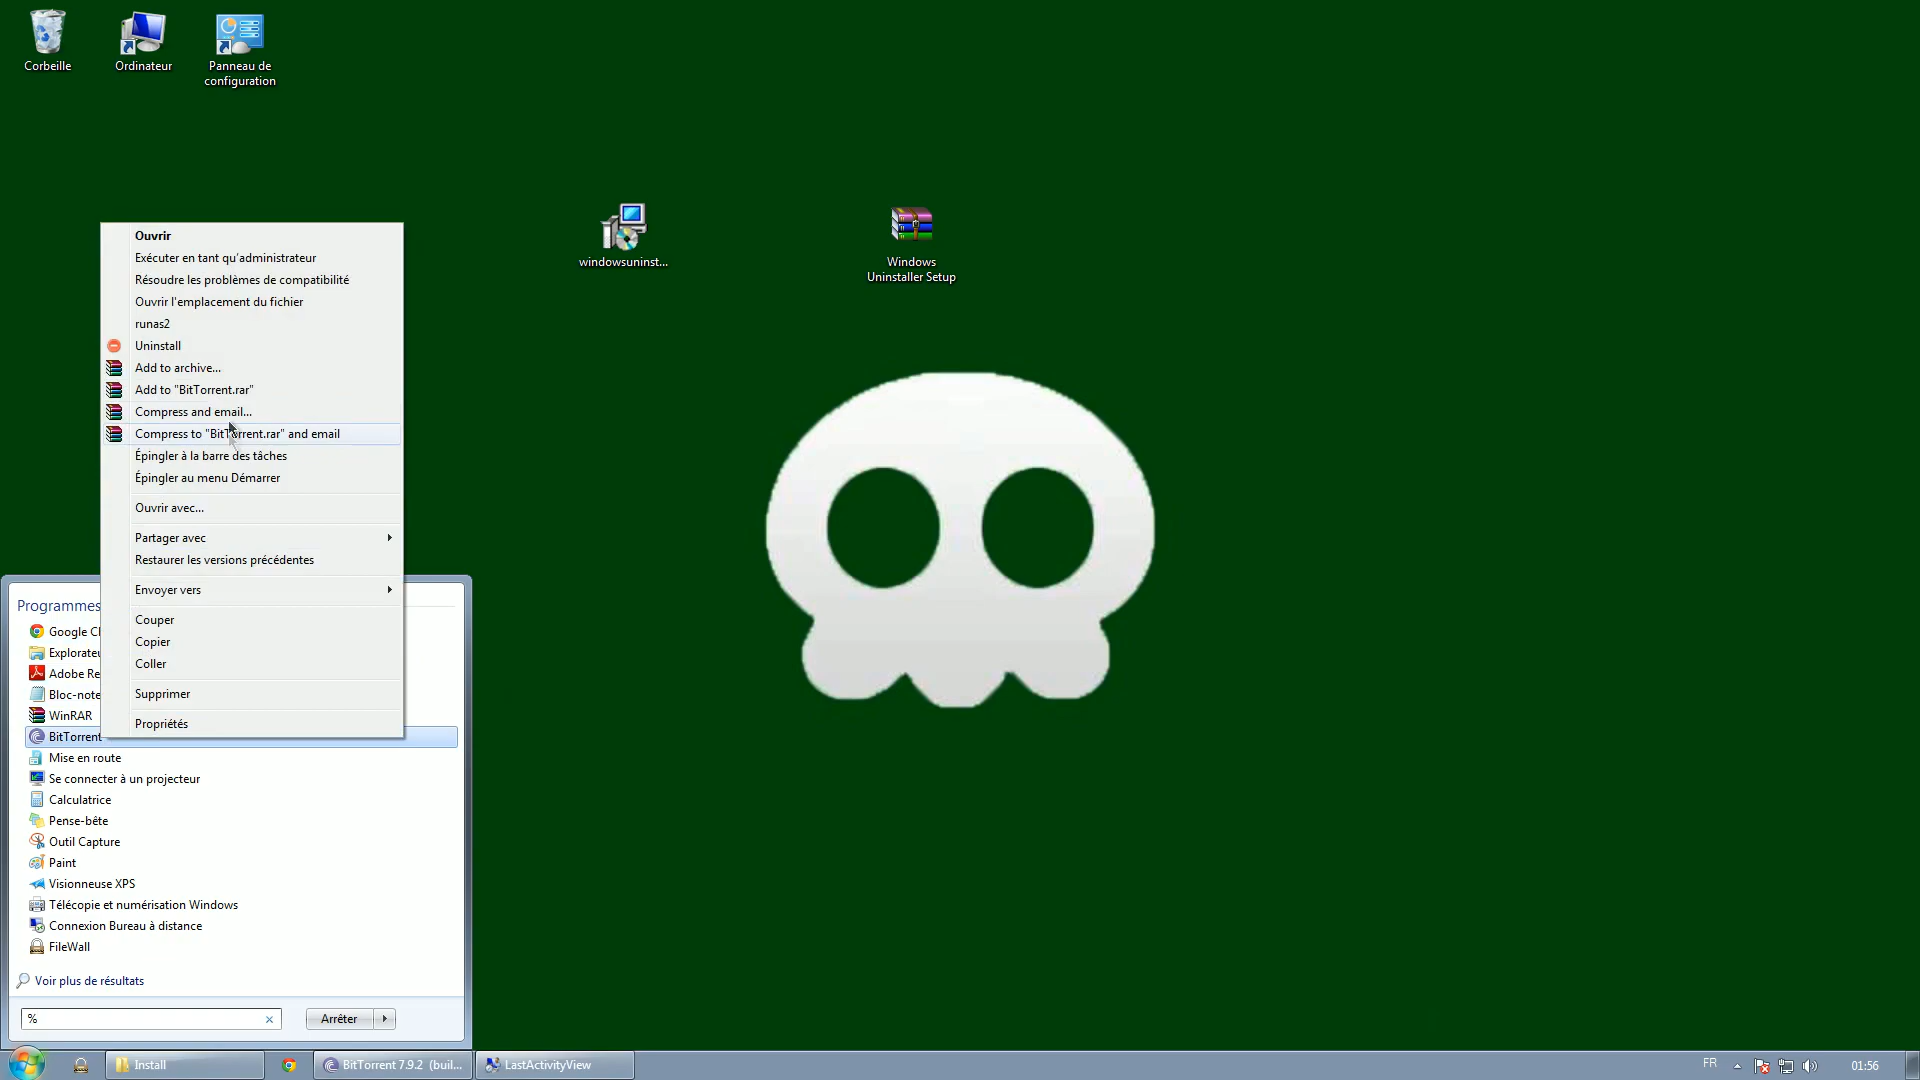 Corbeille
Ordinateur
Panneau de
configuration
windowsuninst...
Windows
Uninstaller Setup
Ouvrir
Exécuter en tant qu'administrateur
Résoudre les problèmes de compatibilité
Ouvrir l'emplacement du fichier
runas2
Uninstall
Add to archive...
Add to "BitTorrent.rar"
Compress and email...
Compress to "BitTorrent.rar" and email
Épingler à la barre des tâches
Épingler au menu Démarrer
Ouvrir avec...
Partager avec
Restaurer les versions précédentes
Envoyer vers
Couper
Copier
Coller
Supprimer
Propriétés
Programmes
Google C
Explorate
Adobe Re
Bloc-note
WinRAR
BitTorrent
Mise en route
Se connecter à un projecteur
Calculatrice
Pense-bête
Outil Capture
Paint
Visionneuse XPS
Télécopie et numérisation Windows
Connexion Bureau à distance
FileWall
Voir plus de résultats
%
Arrêter
Install
BitTorrent 7.9.2 (buil...
LastActivityView
FR
01:56